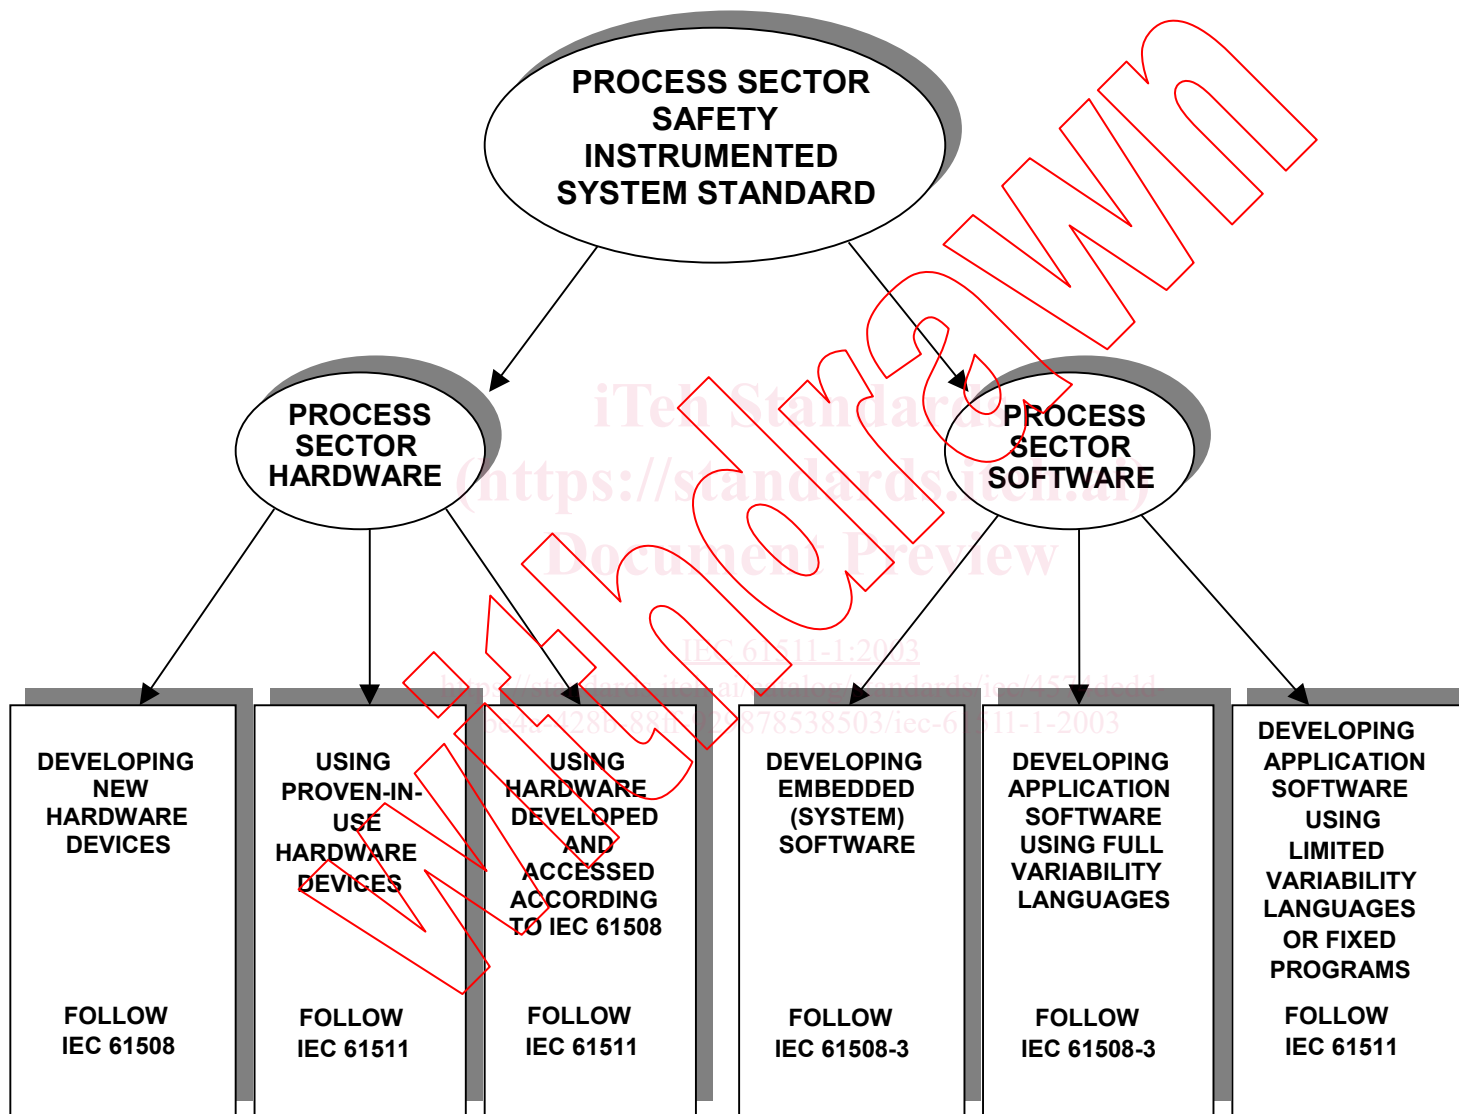 PROCESS SECTOR
SAFETY
INSTRUMENTED
SYSTEM STANDARD
PROCESS
SECTOR
HARDWARE
PROCESS
SECTOR
SOFTWARE
iTeh Standards
(https://standards.iteh.ai)
Document Preview
IEC 61511-1:2003
Withdrawn
DEVELOPING
NEW
HARDWARE
DEVICES
FOLLOW
IEC 61508
USING
PROVEN-IN-
USE
HARDWARE
DEVICES
FOLLOW
IEC 61511
USING
HARDWARE
DEVELOPED
AND
ACCESSED
ACCORDING
TO IEC 61508
FOLLOW
IEC 61511
DEVELOPING
EMBEDDED
(SYSTEM)
SOFTWARE
FOLLOW
IEC 61508-3
DEVELOPING
APPLICATION
SOFTWARE
USING FULL
VARIABILITY
LANGUAGES
FOLLOW
IEC 61508-3
DEVELOPING
APPLICATION
SOFTWARE
USING
LIMITED
VARIABILITY
LANGUAGES
OR FIXED
PROGRAMS
FOLLOW
IEC 61511